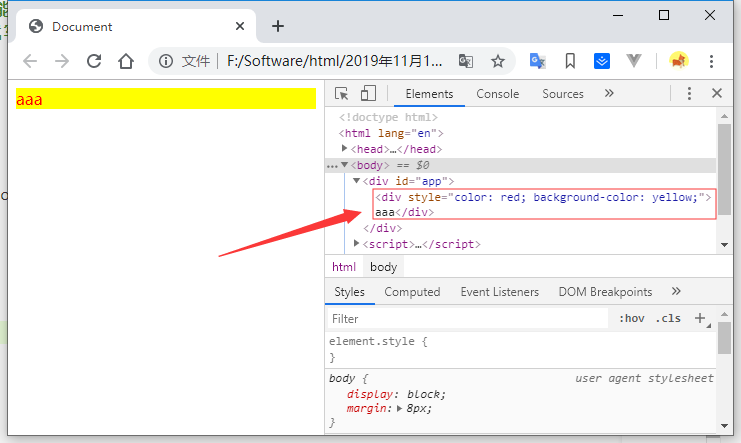 Document
文件 F:/Software/html/2019年11月1...
aaa
Elements Console Sources
<!doctype html>
<html lang="en">
<head>…</head>
<body> == $0
<div id="app">
<div style="color: red; background-color: yellow;">
aaa</div>
</div>
<script>…</script>
html body
Styles Computed Event Listeners DOM Breakpoints
Filter :hov .cls
element.style {
}
body { user agent stylesheet
display: block;
margin: 8px;
}